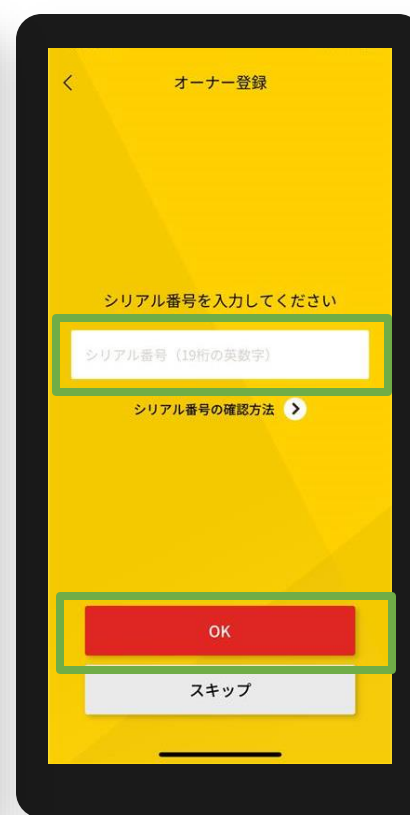 オーナー登録
シリアル番号を入力してください
シリアル番号（19桁の英数字）
シリアル番号の確認方法
OK
スキップ